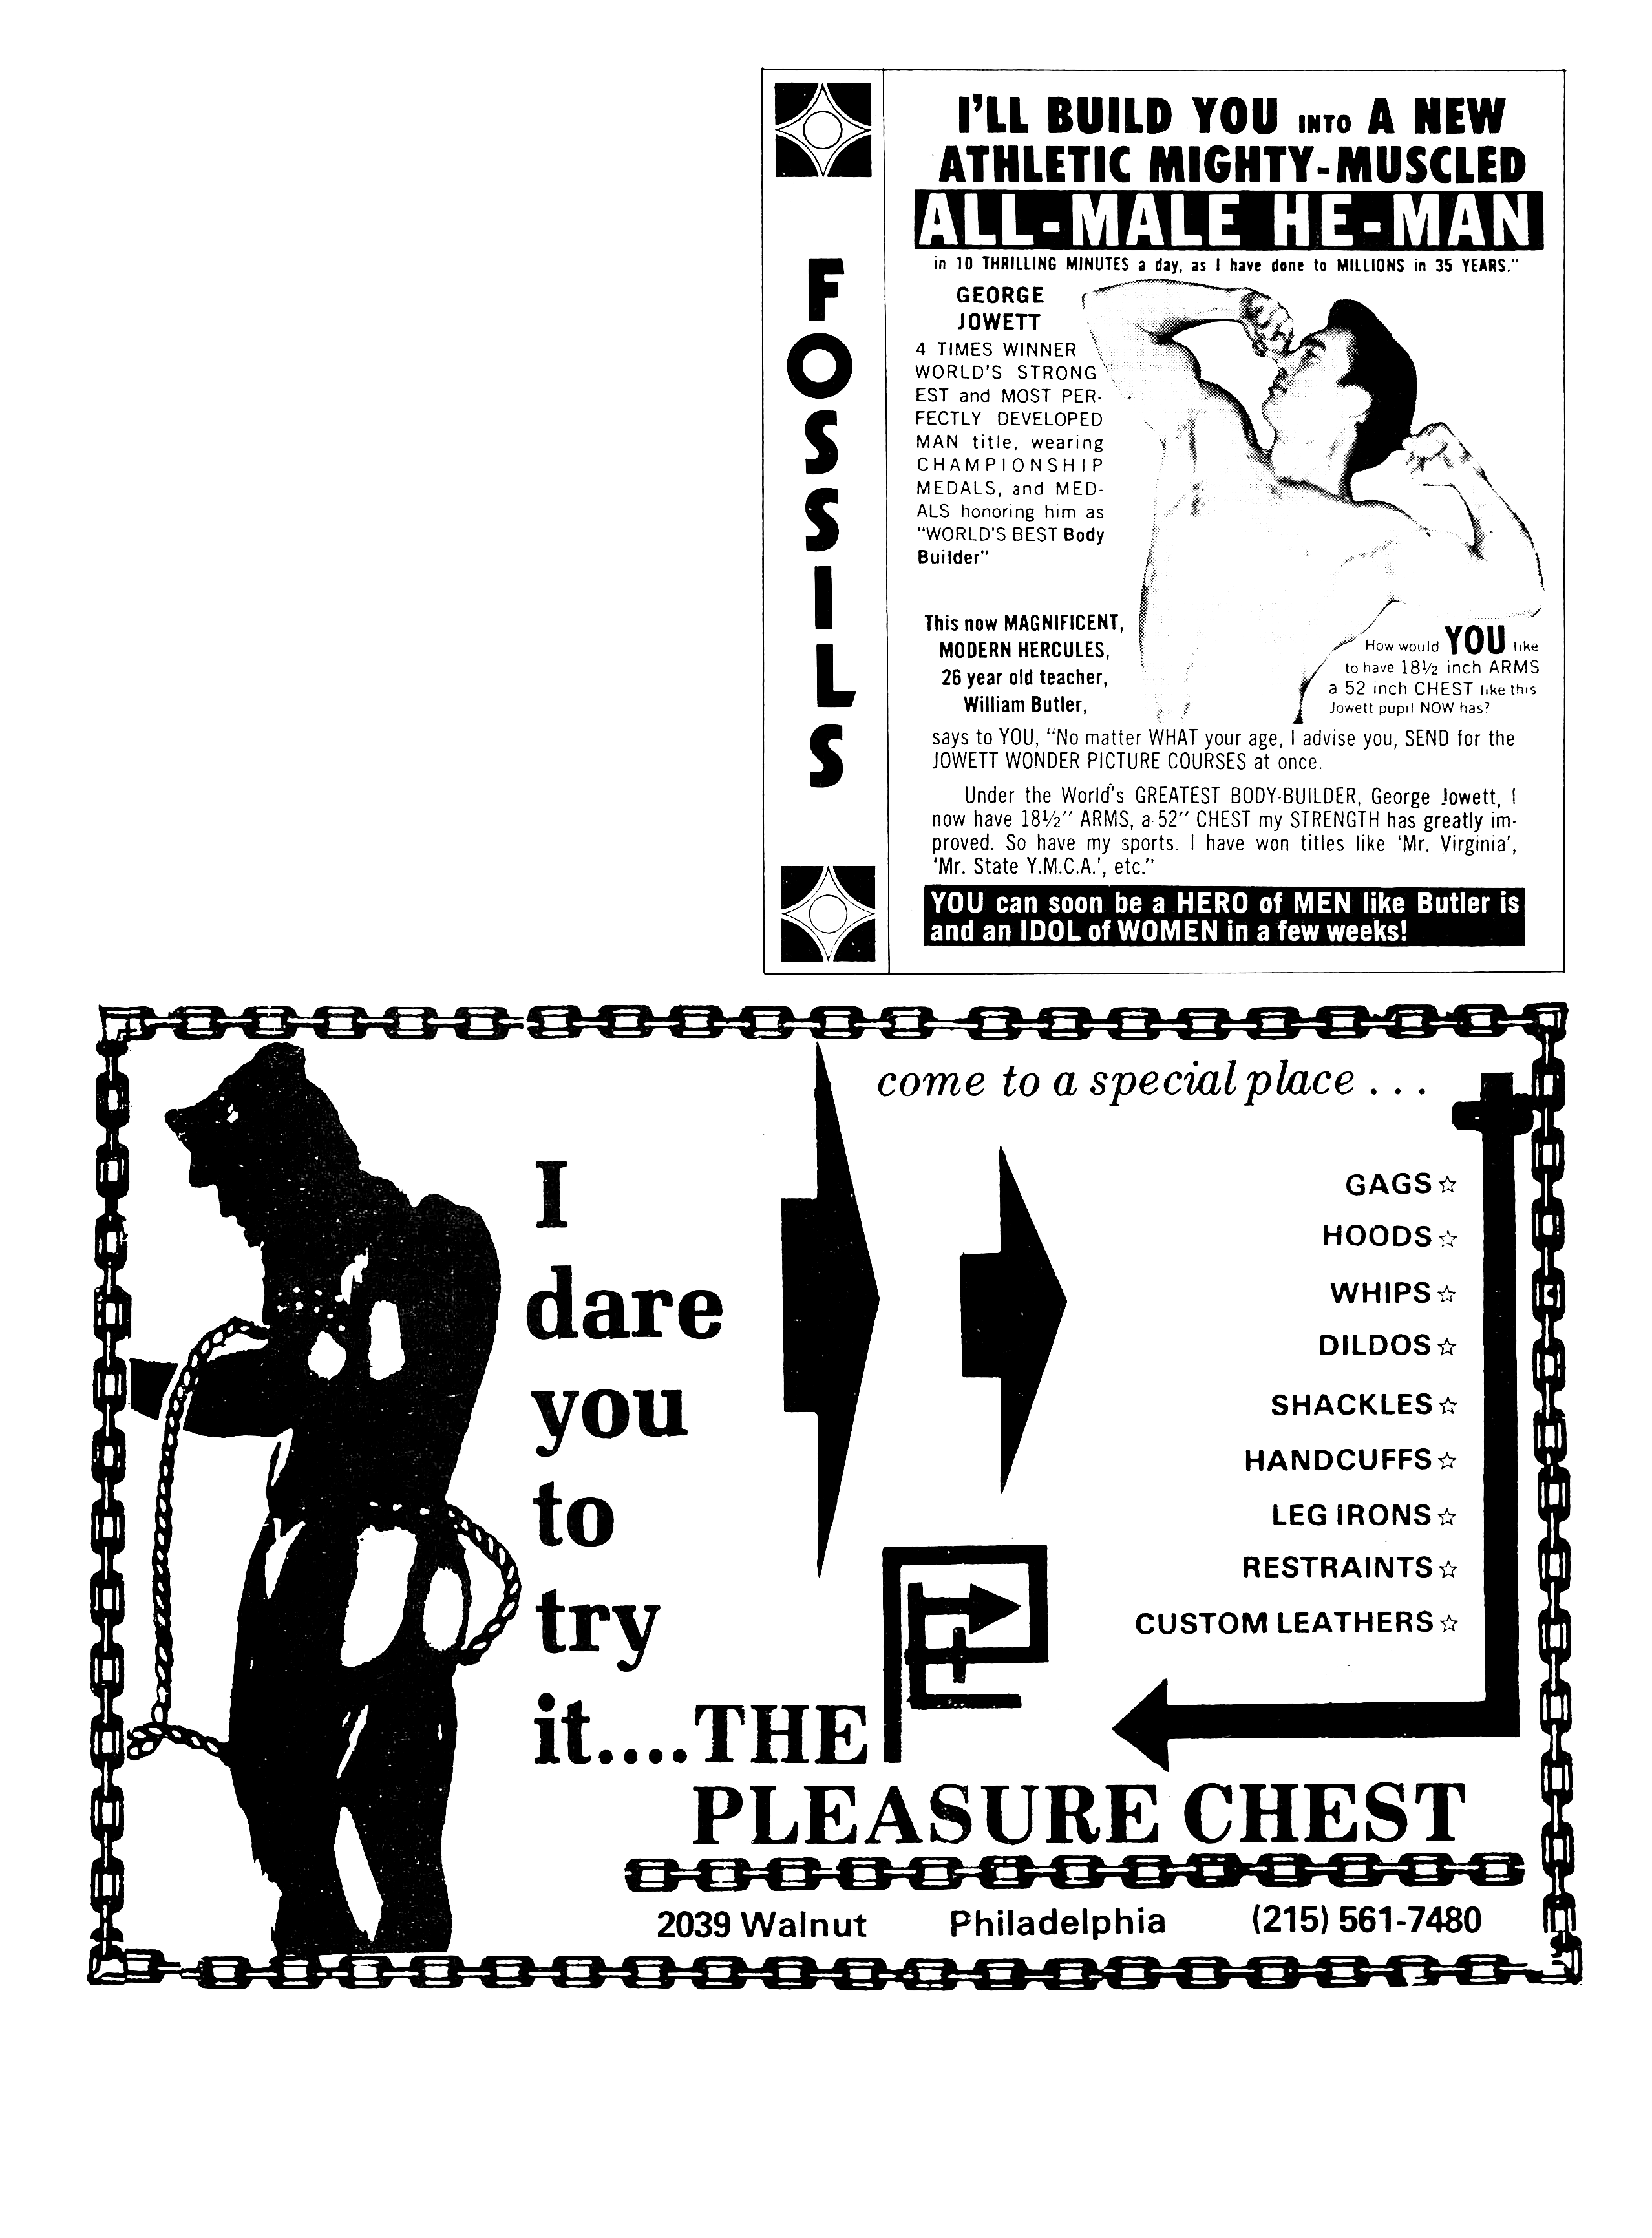 FOSSILS
I'LL BUILD YOU INTO A NEW
ATHLETIC MIGHTY-MUSCLED
ALL-MALE HE-MAN
in 10 THRILLING MINUTES a day, as I have done to MILLIONS in 35 YEARS."
GEORGE
JOWETT
4 TIMES WINNER
WORLD'S STRONG
EST and MOST PER-
FECTLY DEVELOPED
MAN title, wearing
CHAMPIONSHIP
MEDALS, and MED-
ALS honoring him as
"WORLD'S BEST Body
Builder"
This now MAGNIFICENT,
MODERN HERCULES,
26 year old teacher,
William Butler,
How would YOU like
to have 18½ inch ARMS
a 52 inch CHEST like this
Jowett pupil NOW has?
says to YOU, "No matter WHAT your age, I advise you, SEND for the
JOWETT WONDER PICTURE COURSES at once.
Under the World's GREATEST BODY-BUILDER, George Jowett, I
now have 18½" ARMS, a 52" CHEST my STRENGTH has greatly im-
proved. So have my sports. I have won titles like 'Mr. Virginia',
'Mr. State Y.M.C.A.', etc."
YOU can soon be a HERO of MEN like Butler is
and an IDOL of WOMEN in a few weeks!
come to a special place . . .
I
dare
you
to
try
it....THE
PLEASURE CHEST
GAGS☆
HOODS☆
WHIPS☆
DILDOS☆
SHACKLES☆
HANDCUFFS☆
LEG IRONS☆
RESTRAINTS☆
CUSTOM LEATHERS☆
2039 Walnut Philadelphia (215) 561-7480